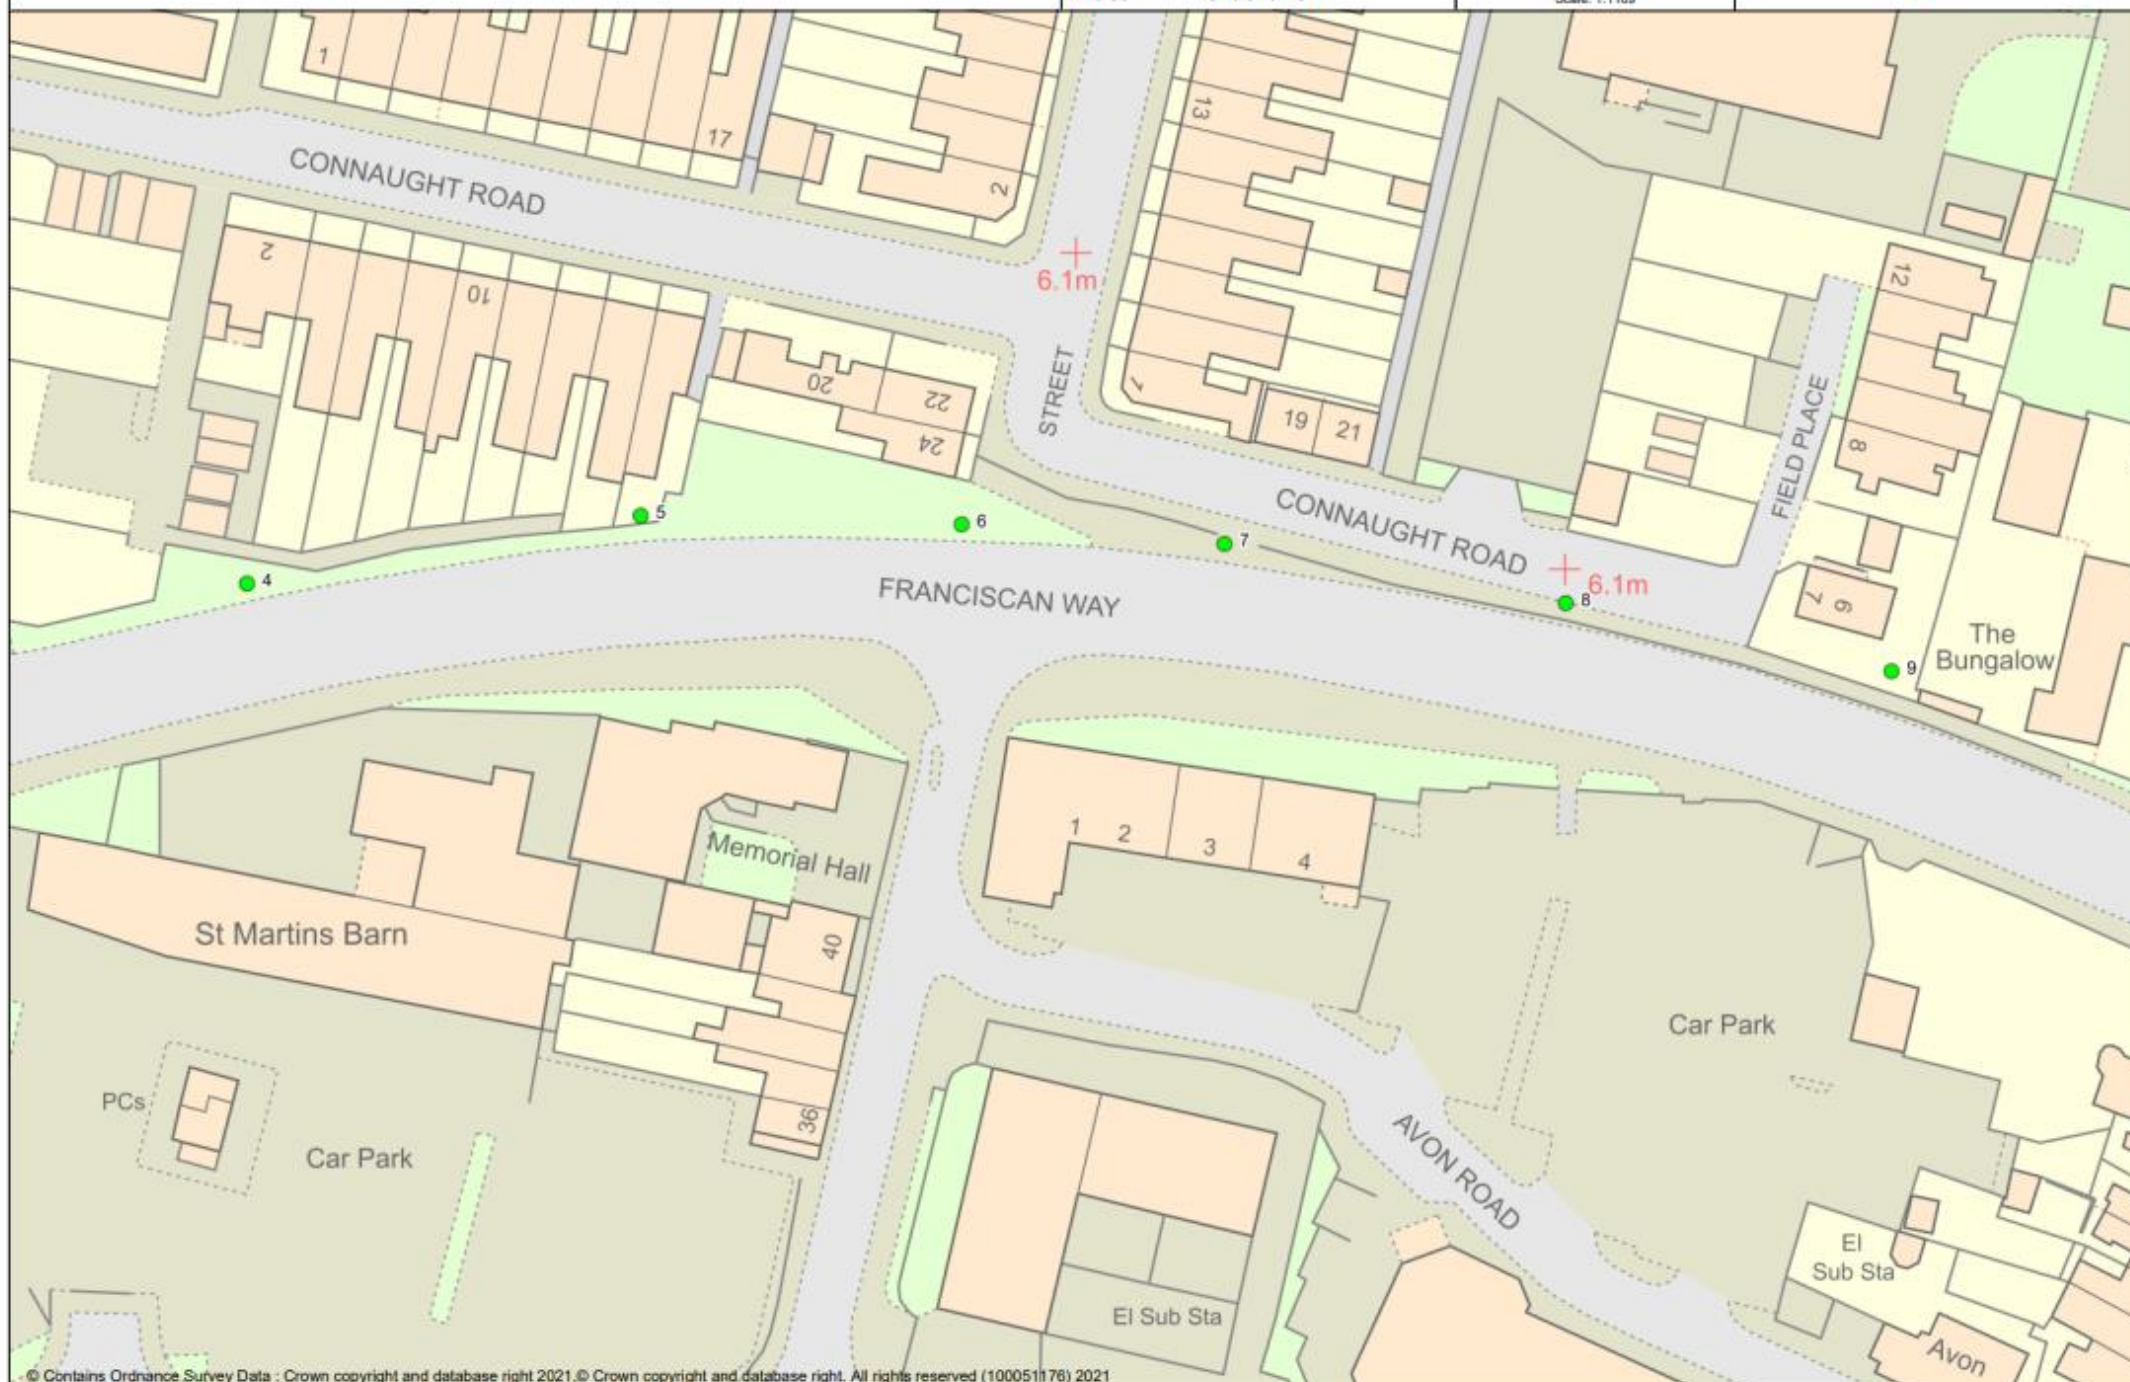 1
17
2
13
CONNAUGHT ROAD
2
10
6.1m
12
20
22
24
STREET
7
19
21
FIELD PLACE
8
CONNAUGHT ROAD
4
5
6
7
8
6.1m
9
7
6
The
Bungalow
FRANCISCAN WAY
Memorial Hall
1
2
3
4
St Martins Barn
40
36
PCs
Car Park
Car Park
AVON ROAD
El
Sub Sta
El Sub Sta
Avon
© Contains Ordnance Survey Data : Crown copyright and database right 2021.© Crown copyright and database right. All rights reserved (100051176) 2021